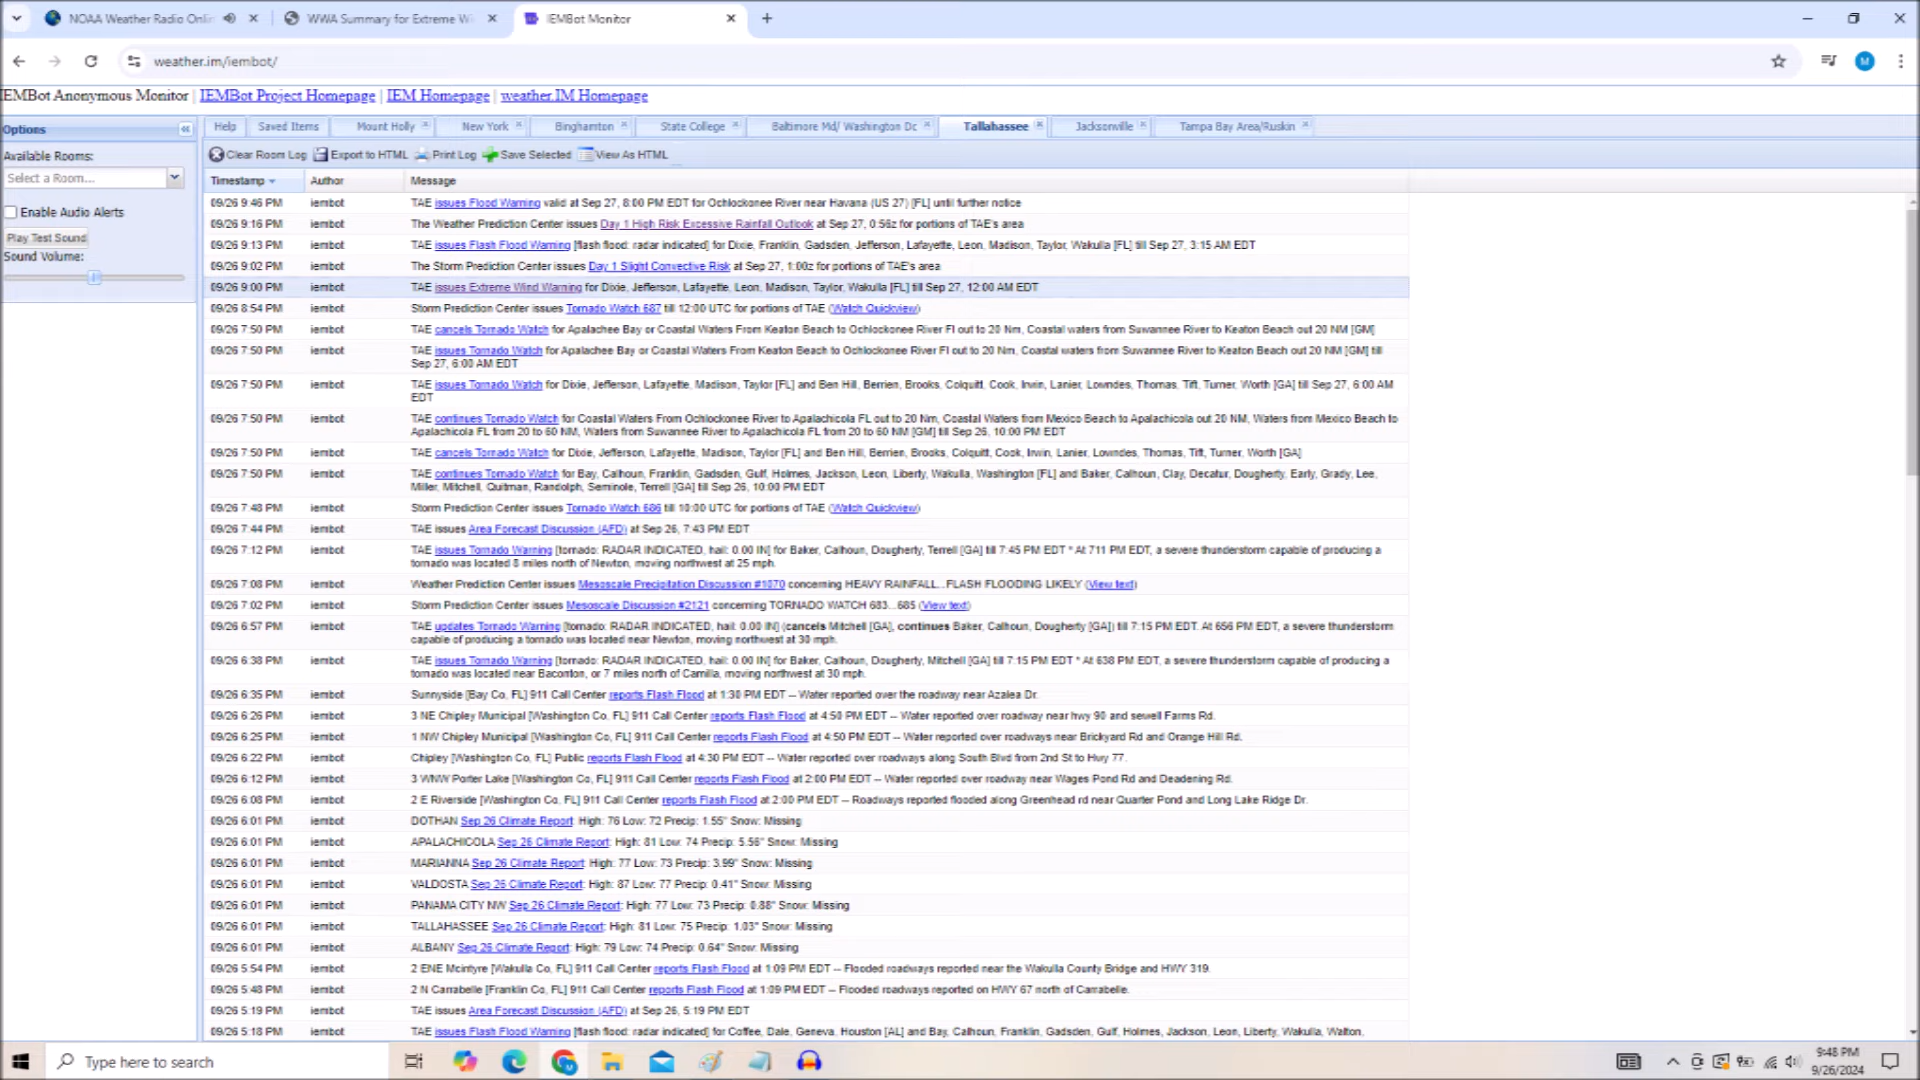 NOAA Weather Radio Onli
WWA Summary for Extreme Wi
IEMBot Monitor
weather.im/iembot/
M
IEMBot Anonymous Monitor | IEMBot Project Homepage | IEM Homepage | weather.IM Homepage
Options
Help
Saved Items
Mount Holly
New York
Binghamton
State College
Baltimore Md/ Washington Dc
Tallahassee
Jacksonville
Tampa Bay Area/Ruskin
Available Rooms:
Select a Room...
Enable Audio Alerts
Play Test Sound
Sound Volume:
Clear Room Log Export to HTML Print Log Save Selected View As HTML
Timestamp Author Message
09/26 9:46 PM iembot TAE issues Flood Warning valid at Sep 27, 8:00 PM EDT for Ochlockonee River near Havana (US 27) [FL] until further notice
09/26 9:16 PM iembot The Weather Prediction Center issues Day 1 High Risk Excessive Rainfall Outlook at Sep 27, 0:56z for portions of TAE's area
09/26 9:13 PM iembot TAE issues Flash Flood Warning [flash flood: radar indicated] for Dixie, Franklin, Gadsden, Jefferson, Lafayette, Leon, Madison, Taylor, Wakulla [FL] till Sep 27, 3:15 AM EDT
09/26 9:02 PM iembot The Storm Prediction Center issues Day 1 Slight Convective Risk at Sep 27, 1:00z for portions of TAE's area
09/26 9:00 PM iembot TAE issues Extreme Wind Warning for Dixie, Jefferson, Lafayette, Leon, Madison, Taylor, Wakulla [FL] till Sep 27, 12:00 AM EDT
09/26 8:54 PM iembot Storm Prediction Center issues Tornado Watch 687 till 12:00 UTC for portions of TAE (Watch Quickview)
09/26 7:50 PM iembot TAE cancels Tornado Watch for Apalachee Bay or Coastal Waters From Keaton Beach to Ochlockonee River Fl out to 20 Nm, Coastal waters from Suwannee River to Keaton Beach out 20 NM [GM]
09/26 7:50 PM iembot TAE issues Tornado Watch for Apalachee Bay or Coastal Waters From Keaton Beach to Ochlockonee River Fl out to 20 Nm, Coastal waters from Suwannee River to Keaton Beach out 20 NM [GM] till
Sep 27, 6:00 AM EDT
09/26 7:50 PM iembot TAE issues Tornado Watch for Dixie, Jefferson, Lafayette, Madison, Taylor [FL] and Ben Hill, Berrien, Brooks, Colquitt, Cook, Irwin, Lanier, Lowndes, Thomas, Tift, Turner, Worth [GA] till Sep 27, 6:00 AM
EDT
09/26 7:50 PM iembot TAE continues Tornado Watch for Coastal Waters From Ochlockonee River to Apalachicola FL out to 20 Nm, Coastal Waters from Mexico Beach to Apalachicola out 20 NM, Waters from Mexico Beach to
Apalachicola FL from 20 to 60 NM, Waters from Suwannee River to Apalachicola FL from 20 to 60 NM [GM] till Sep 26, 10:00 PM EDT
09/26 7:50 PM iembot TAE cancels Tornado Watch for Dixie, Jefferson, Lafayette, Madison, Taylor [FL] and Ben Hill, Berrien, Brooks, Colquitt, Cook, Irwin, Lanier, Lowndes, Thomas, Tift, Turner, Worth [GA]
09/26 7:50 PM iembot TAE continues Tornado Watch for Bay, Calhoun, Franklin, Gadsden, Gulf, Holmes, Jackson, Leon, Liberty, Wakulla, Washington [FL] and Baker, Calhoun, Clay, Decatur, Dougherty, Early, Grady, Lee,
Miller, Mitchell, Quitman, Randolph, Seminole, Terrell [GA] till Sep 26, 10:00 PM EDT
09/26 7:48 PM iembot Storm Prediction Center issues Tornado Watch 686 till 10:00 UTC for portions of TAE (Watch Quickview)
09/26 7:44 PM iembot TAE issues Area Forecast Discussion (AFD) at Sep 26, 7:43 PM EDT
09/26 7:12 PM iembot TAE issues Tornado Warning [tornado: RADAR INDICATED, hail: 0.00 IN] for Baker, Calhoun, Dougherty, Terrell [GA] till 7:45 PM EDT * At 711 PM EDT, a severe thunderstorm capable of producing a
tornado was located 8 miles north of Newton, moving northwest at 25 mph.
09/26 7:08 PM iembot Weather Prediction Center issues Mesoscale Precipitation Discussion #1070 concerning HEAVY RAINFALL...FLASH FLOODING LIKELY (View text)
09/26 7:02 PM iembot Storm Prediction Center issues Mesoscale Discussion #2121 concerning TORNADO WATCH 683...685 (View text)
09/26 6:57 PM iembot TAE updates Tornado Warning [tornado: RADAR INDICATED, hail: 0.00 IN] (cancels Mitchell [GA], continues Baker, Calhoun, Dougherty [GA]) till 7:15 PM EDT. At 656 PM EDT, a severe thunderstorm
capable of producing a tornado was located near Newton, moving northwest at 30 mph.
09/26 6:38 PM iembot TAE issues Tornado Warning [tornado: RADAR INDICATED, hail: 0.00 IN] for Baker, Calhoun, Dougherty, Mitchell [GA] till 7:15 PM EDT * At 638 PM EDT, a severe thunderstorm capable of producing a
tornado was located near Baconton, or 7 miles north of Camilla, moving northwest at 30 mph.
09/26 6:35 PM iembot Sunnyside [Bay Co, FL] 911 Call Center reports Flash Flood at 1:30 PM EDT -- Water reported over the roadway near Azalea Dr.
09/26 6:26 PM iembot 3 NE Chipley Municipal [Washington Co, FL] 911 Call Center reports Flash Flood at 4:50 PM EDT -- Water reported over roadway near hwy 90 and sewell Farms Rd.
09/26 6:25 PM iembot 1 NW Chipley Municipal [Washington Co, FL] 911 Call Center reports Flash Flood at 4:50 PM EDT -- Water reported over roadways near Brickyard Rd and Orange Hill Rd.
09/26 6:22 PM iembot Chipley [Washington Co, FL] Public reports Flash Flood at 4:30 PM EDT -- Water reported over roadways along South Blvd from 2nd St to Hwy 77.
09/26 6:12 PM iembot 3 WNW Porter Lake [Washington Co, FL] 911 Call Center reports Flash Flood at 2:00 PM EDT -- Water reported over roadway near Wages Pond Rd and Deadening Rd.
09/26 6:08 PM iembot 2 E Riverside [Washington Co, FL] 911 Call Center reports Flash Flood at 2:00 PM EDT -- Roadways reported flooded along Greenhead rd near Quarter Pond and Long Lake Ridge Dr.
09/26 6:01 PM iembot DOTHAN Sep 26 Climate Report: High: 76 Low: 72 Precip: 1.55" Snow: Missing
09/26 6:01 PM iembot APALACHICOLA Sep 26 Climate Report: High: 81 Low: 74 Precip: 5.56" Snow: Missing
09/26 6:01 PM iembot MARIANNA Sep 26 Climate Report: High: 77 Low: 73 Precip: 3.99" Snow: Missing
09/26 6:01 PM iembot VALDOSTA Sep 26 Climate Report: High: 87 Low: 77 Precip: 0.41" Snow: Missing
09/26 6:01 PM iembot PANAMA CITY NW Sep 26 Climate Report: High: 77 Low: 73 Precip: 0.88" Snow: Missing
09/26 6:01 PM iembot TALLAHASSEE Sep 26 Climate Report: High: 81 Low: 75 Precip: 1.03" Snow: Missing
09/26 6:01 PM iembot ALBANY Sep 26 Climate Report: High: 79 Low: 74 Precip: 0.64" Snow: Missing
09/26 5:54 PM iembot 2 ENE Mcintyre [Wakulla Co, FL] 911 Call Center reports Flash Flood at 1:09 PM EDT -- Flooded roadways reported near the Wakulla County Bridge and HWY 319.
09/26 5:48 PM iembot 2 N Carrabelle [Franklin Co, FL] 911 Call Center reports Flash Flood at 1:09 PM EDT -- Flooded roadways reported on HWY 67 north of Carrabelle.
09/26 5:19 PM iembot TAE issues Area Forecast Discussion (AFD) at Sep 26, 5:19 PM EDT
09/26 5:18 PM iembot TAE issues Flash Flood Warning [flash flood: radar indicated] for Coffee, Dale, Geneva, Houston [AL] and Bay, Calhoun, Franklin, Gadsden, Gulf, Holmes, Jackson, Leon, Liberty, Wakulla, Walton,
Type here to search
9:48 PM
9/26/2024